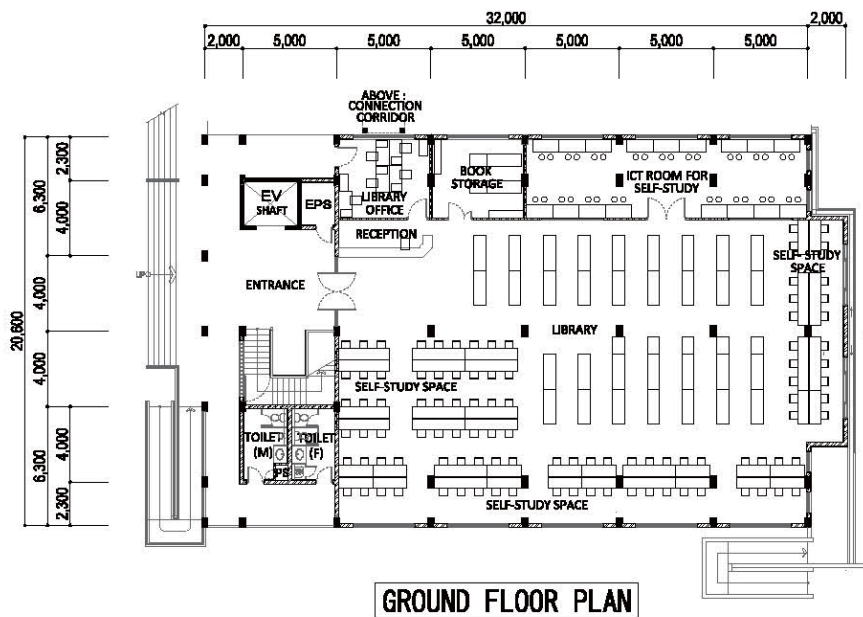 32,000
2,000
2,000
5,000
5,000
5,000
5,000
5,000
5,000
ABOVE :
CONNECTION
CORRIDOR
2,300
6,300
4,000
EV
SHAFT
EPS
LIBRARY
OFFICE
BOOK
STORAGE
ICT ROOM FOR
SELF-STUDY
RECEPTION
SELF- STUDY
SPACE
UP
ENTRANCE
4,000
20,600
LIBRARY
4,000
SELF-STUDY SPACE
4,000
6,300
2,300
TOILET
(M)
TOILET
(F)
PS
SELF-STUDY SPACE
GROUND FLOOR PLAN